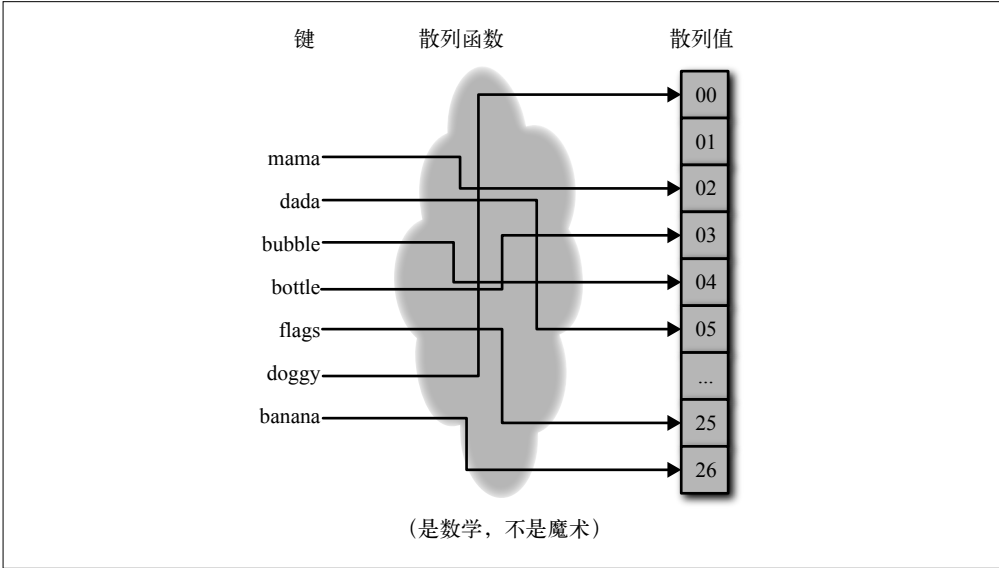 键 散列函数 散列值
00
01
mama
02
dada
03
bubble
04
bottle
05
flags
...
doggy
25
banana
26
（是数学，不是魔术）